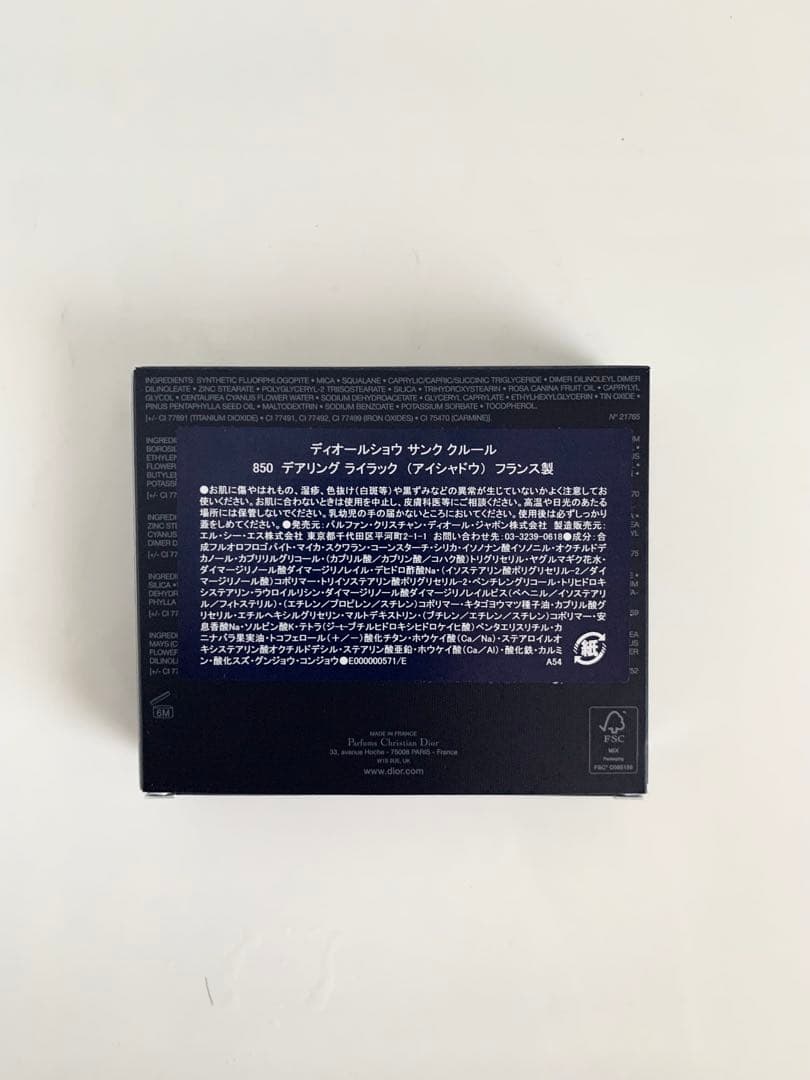 INGREDIENTS: SYNTHETIC FLUORPHLOGOPITE • MICA • SQUALANE • CAPRYLIC/CAPRIC/SUCCINIC TRIGLYCERIDE • DIMER DILINOLEYL DIMER
DILINOLEATE • ZINC STEARATE • POLYGLYCERYL-2 TRIISOSTEARATE • SILICA • TRIHYDROXYSTEARIN • ROSA CANINA FRUIT OIL • CAPRYLYL
GLYCOL • CENTAUREA CYANUS FLOWER WATER • SODIUM DEHYDROACETATE • GLYCERYL CAPRYLATE • ETHYLHEXYLGLYCERIN • TIN OXIDE •
PINUS PENTAPHYLLA SEED OIL • MALTODEXTRIN • SODIUM BENZOATE • POTASSIUM SORBATE • TOCOPHEROL.
[+/- CI 77891 (TITANIUM DIOXIDE) • CI 77491, CI 77492, CI 77499 (IRON OXIDES) • CI 75470 (CARMINE)]. N° 21765
ディオールショウ サンク クルール
850 デアリング ライラック (アイシャドウ) フランス製
●お肌に傷やはれもの、湿疹、色抜け(白斑等)や黒ずみなどの異常が生じていないかよく注意してお
使いください。お肌に合わないときは使用を中止し、皮膚科医等にご相談ください。高温や日光のあたる
場所には保管しないでください。乳幼児の手の届かないところにおいてください。使用後は必ずしっかり
蓋をしめてください。●発売元:パルファン・クリスチャン・ディオール・ジャポン株式会社 製造販売元:
エル・シー・エス株式会社 東京都千代田区平河町2-1-1 お問い合わせ先:03-3239-0618●成分:合
成フルオロフロゴパイト・マイカ・スクワラン・コーンスターチ・シリカ・イソノナン酸イソノニル・オクチルドデ
カノール・カプリリルグリコール・(カプリル酸/カプリン酸/コハク酸)トリグリセリル・ヤグルマギク花水・
ダイマージリノール酸ダイマージリノレイル・デヒドロ酢酸Na・(イソステアリン酸ポリグリセリル-2/ダイ
マージリノール酸)コポリマー・トリイソステアリン酸ポリグリセリル-2・ペンチレングリコール・トリヒドロキ
システアリン・ラウロイルリシン・ダイマージリノール酸ダイマージリノレイルビス(ベヘニル/イソステアリ
ル/フィトステリル)・(エチレン/プロピレン/スチレン)コポリマー・キタゴヨウマツ種子油・カプリル酸グ
リセリル・エチルヘキシルグリセリン・マルトデキストリン・(ブチレン/エチレン/スチレン)コポリマー・安
息香酸Na・ソルビン酸K・テトラ(ジ-t-ブチルヒドロキシヒドロケイヒ酸)ペンタエリスリチル・カ
ニナバラ果実油・トコフェロール(+/-)酸化チタン・ホウケイ酸(Ca/Na)・ステアロイルオ
キシステアリン酸オクチルドデシル・ステアリン酸亜鉛・ホウケイ酸(Ca/Al)・酸化鉄・カルミ
ン・酸化スズ・グンジョウ・コンジョウ●E000000571/E A54
紙
6M
MADE IN FRANCE
Parfums Christian Dior
33, avenue Hoche - 75008 PARIS - France
W1S 2UE, UK
www.dior.com
FSC
MIX
Packaging